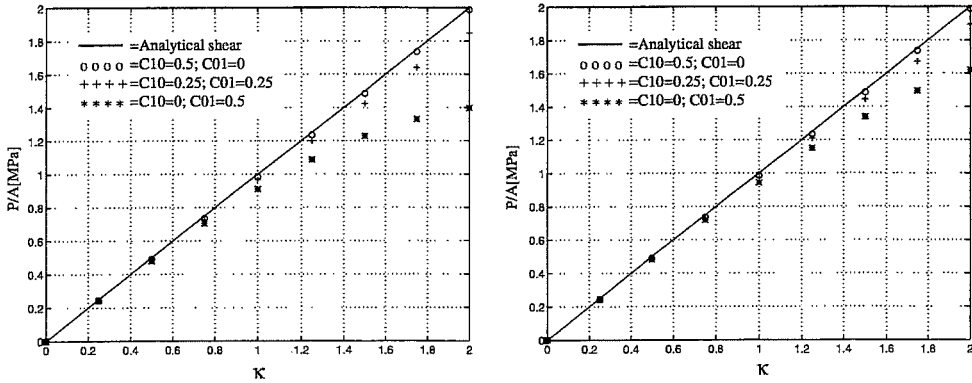 2
1.8
1.6
1.4
1.2
1
0.8
0.6
0.4
0.2
0
P/A[MPa]
=Analytical shear
o o o o =C10=0.5; C01=0
+++ =C10=0.25; C01=0.25
**** =C10=0; C01=0.5
0 0.2 0.4 0.6 0.8 1 1.2 1.4 1.6 1.8 2
K
2
1.8
1.6
1.4
1.2
1
0.8
0.6
0.4
0.2
0
P/A[MPa]
=Analytical shear
o o o o =C10=0.5; C01=0
+++ =C10=0.25; C01=0.25
**** =C10=0; C01=0.5
0 0.2 0.4 0.6 0.8 1 1.2 1.4 1.6 1.8 2
K